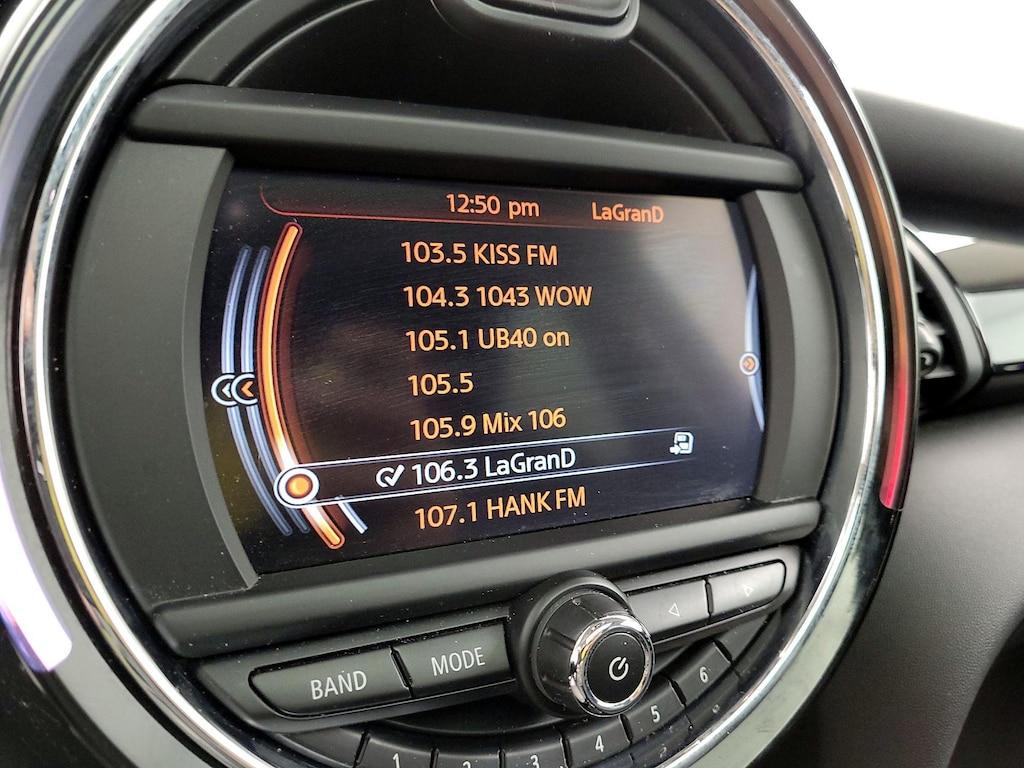 12:50 pm LaGranD
103.5 KISS FM
104.3 1043 WOW
105.1 UB40 on
105.5
105.9 Mix 106
106.3 LaGranD
107.1 HANK FM
BAND MODE
1 2 3 4 5 6